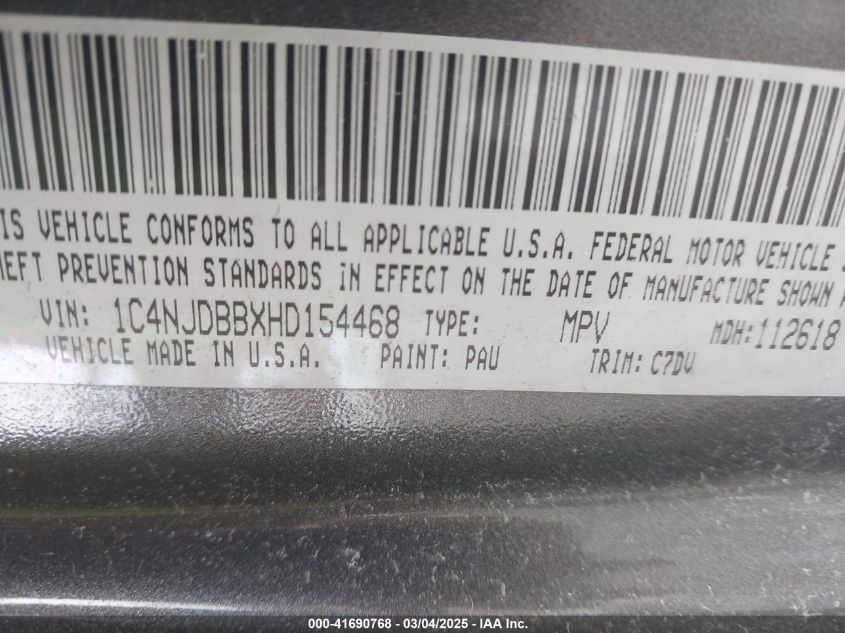 IS VEHICLE CONFORMS TO ALL APPLICABLE U.S.A. FEDERAL MOTOR VEHICLE S
HEFT PREVENTION STANDARDS iN EFFECT ON THE DATE OF MANUFACTURE SHOWN A
VIN: 1C4NJDBBXHD154468 TYPE: MPV MDH:112618
VEHICLE MADE IN U.S.A. PAINT: PAU TRIM: C7DV
000-41690768 - 03/04/2025 - IAA Inc.